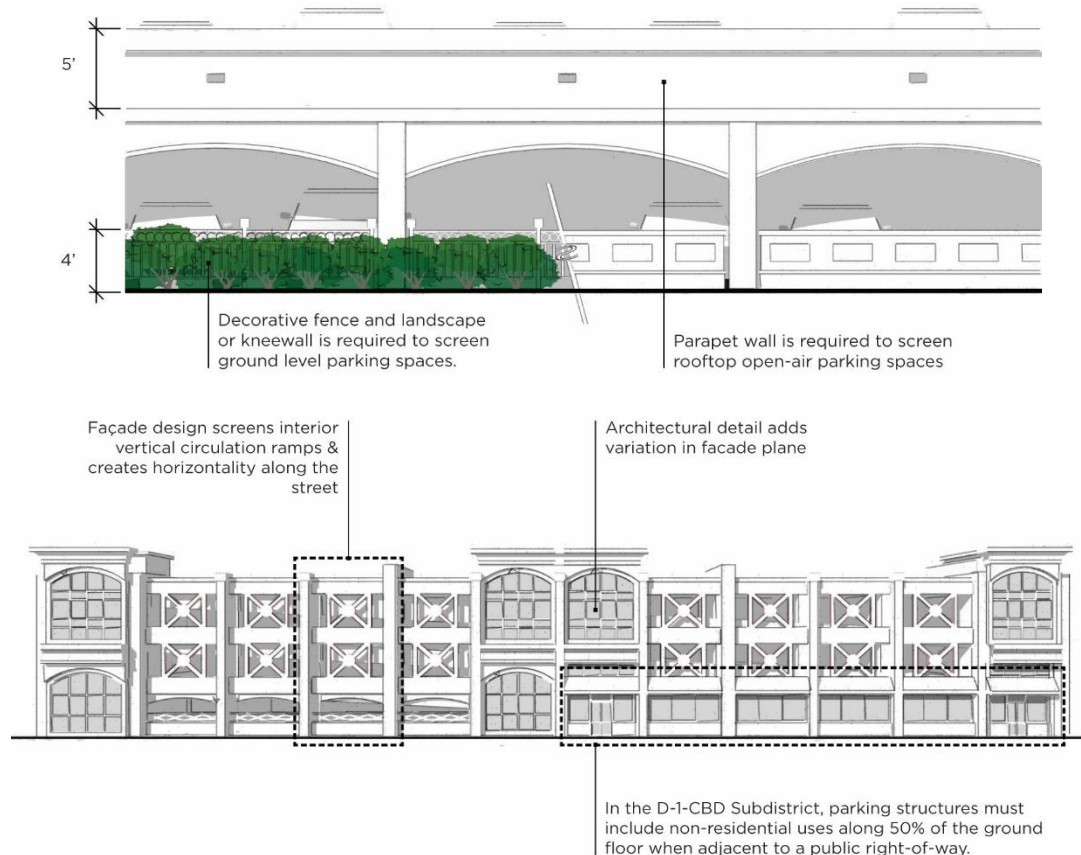 5'
4'
Decorative fence and landscape
or kneewall is required to screen
ground level parking spaces.
Parapet wall is required to screen
rooftop open-air parking spaces
Façade design screens interior
vertical circulation ramps &
creates horizontality along the
street
Architectural detail adds
variation in facade plane
In the D-1-CBD Subdistrict, parking structures must
include non-residential uses along 50% of the ground
floor when adjacent to a public right-of-way.